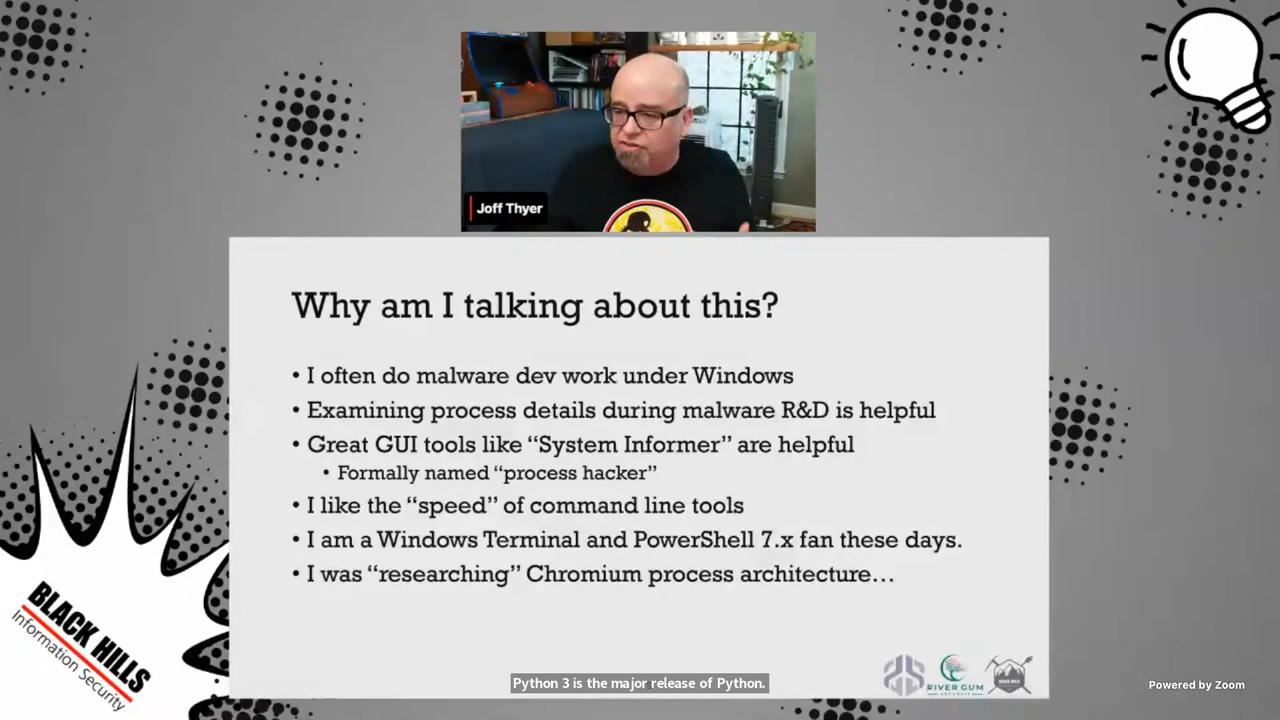 Joff Thyer
Why am I talking about this?
• I often do malware dev work under Windows
• Examining process details during malware R&D is helpful
• Great GUI tools like “System Informer” are helpful
• Formally named “process hacker”
• I like the “speed” of command line tools
• I am a Windows Terminal and PowerShell 7.x fan these days.
• I was “researching” Chromium process architecture…
BLACK HILLS
Information Security
RIVER GUM
Python 3 is the major release of Python.
Powered by Zoom